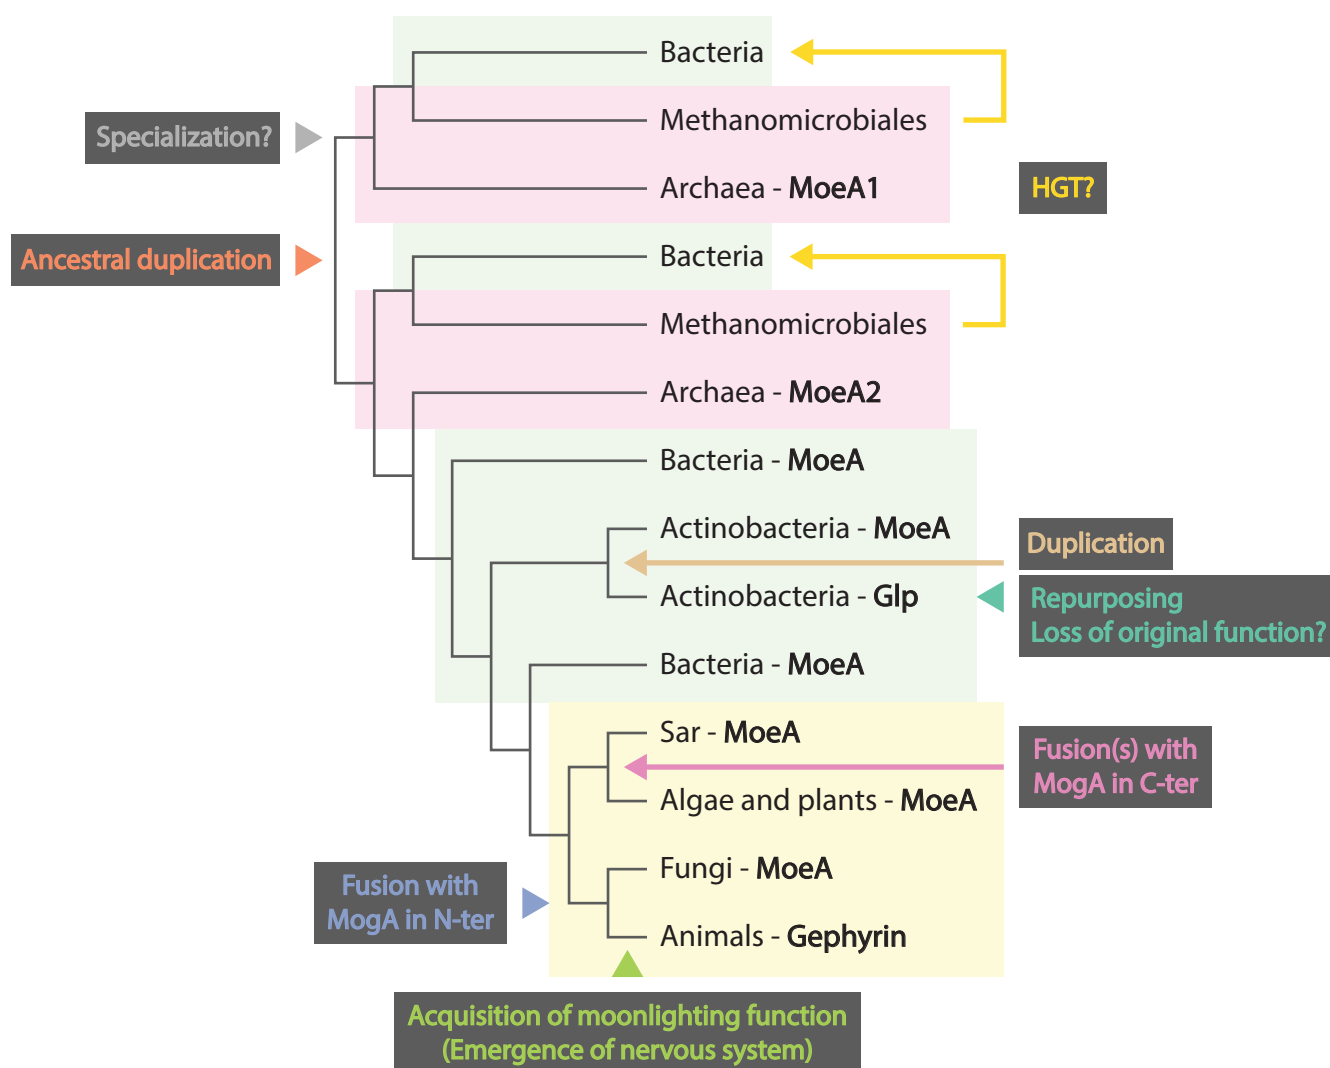 Bacteria
Methanomicrobiales
Specialization?
Archaea - MoeA1
HGT?
Ancestral duplication
Bacteria
Methanomicrobiales
Archaea - MoeA2
Bacteria - MoeA
Actinobacteria - MoeA
Duplication
Actinobacteria - Glp
Repurposing
Loss of original function?
Bacteria - MoeA
Sar - MoeA
Fusion(s) with
MogA in C-ter
Algae and plants - MoeA
Fungi - MoeA
Fusion with
MogA in N-ter
Animals - Gephyrin
Acquisition of moonlighting function
(Emergence of nervous system)